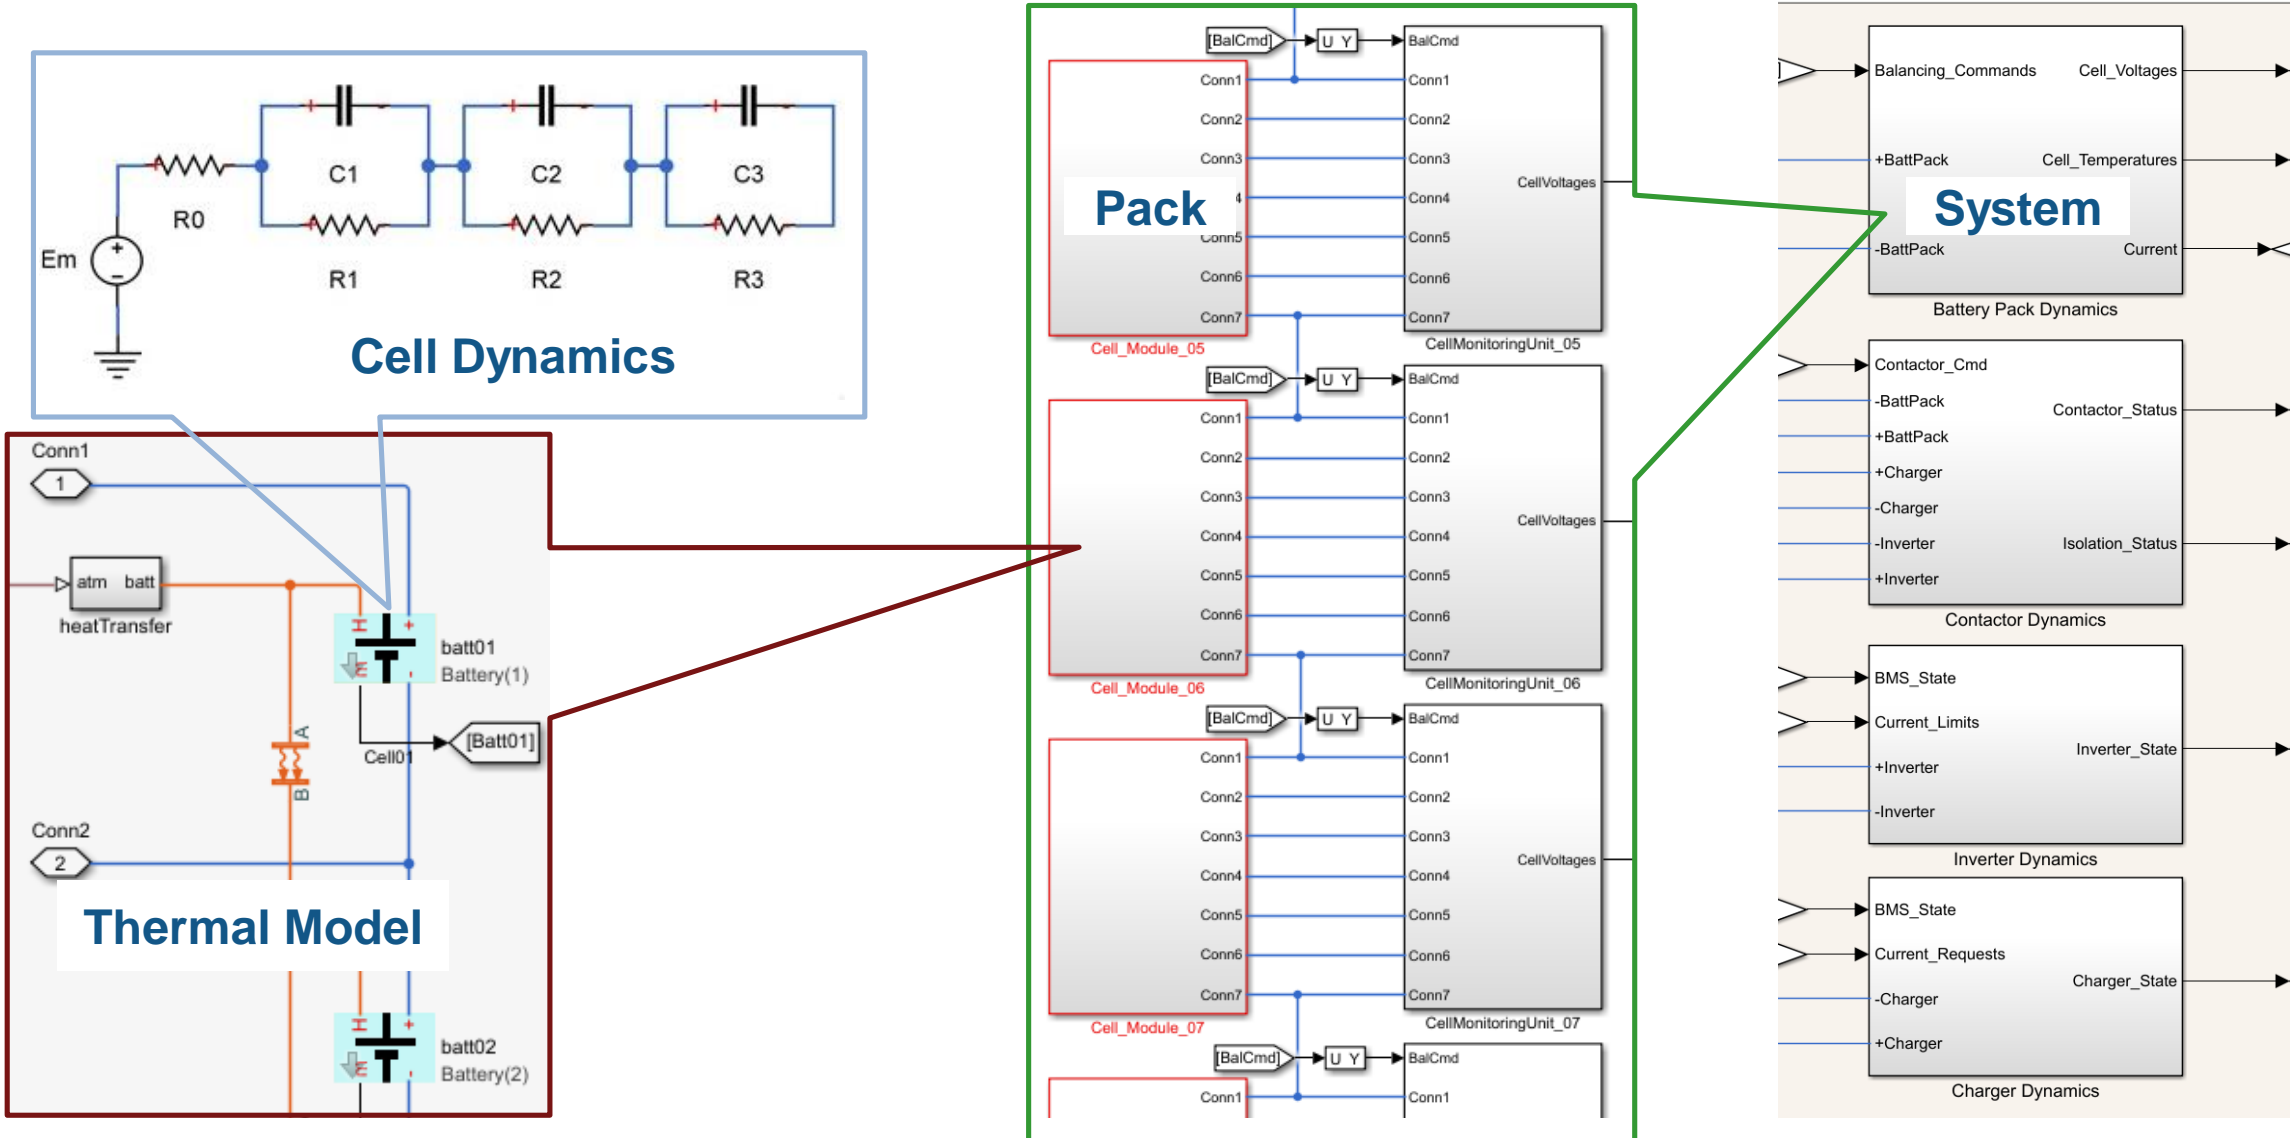 C1
C2
C3
R0
Em
R1
R2
R3
Cell Dynamics
Conn1
1
atm batt
heatTransfer
H
m
batt01
Battery(1)
A
B
Cell01
[Batt01]
Conn2
2
Thermal Model
H
m
batt02
Battery(2)
[BalCmd]
U Y
BalCmd
Conn1
Conn1
Conn2
Conn2
Conn3
Conn3
Pack
4
Conn4
CellVoltages
Conn5
Conn5
Conn6
Conn6
Conn7
Conn7
Cell_Module_05
CellMonitoringUnit_05
[BalCmd]
U Y
BalCmd
Conn1
Conn1
Conn2
Conn2
Conn3
Conn3
Conn4
Conn4
CellVoltages
Conn5
Conn5
Conn6
Conn6
Conn7
Conn7
Cell_Module_06
CellMonitoringUnit_06
[BalCmd]
U Y
BalCmd
Conn1
Conn1
Conn2
Conn2
Conn3
Conn3
Conn4
Conn4
CellVoltages
Conn5
Conn5
Conn6
Conn6
Conn7
Conn7
Cell_Module_07
CellMonitoringUnit_07
[BalCmd]
U Y
BalCmd
Conn1
Conn1
Balancing_Commands
Cell_Voltages
+BattPack
Cell_Temperatures
System
-BattPack
Current
Battery Pack Dynamics
Contactor_Cmd
-BattPack
Contactor_Status
+BattPack
+Charger
-Charger
-Inverter
Isolation_Status
+Inverter
Contactor Dynamics
BMS_State
Current_Limits
Inverter_State
+Inverter
-Inverter
Inverter Dynamics
BMS_State
Current_Requests
Charger_State
-Charger
+Charger
Charger Dynamics